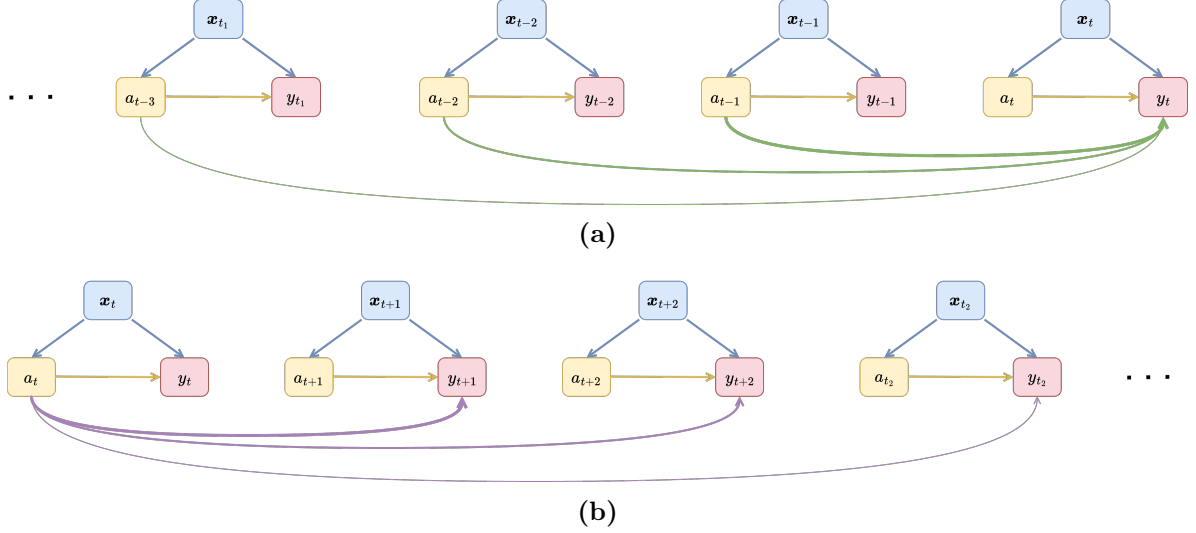 x_{t_1} x_{t−2} x_{t−1} x_t
· · · a_{t−3} y_{t_1} a_{t−2} y_{t−2} a_{t−1} y_{t−1} a_t y_t
(a)
x_t x_{t+1} x_{t+2} x_{t_2}
a_t y_t a_{t+1} y_{t+1} a_{t+2} y_{t+2} a_{t_2} y_{t_2} · · ·
(b)